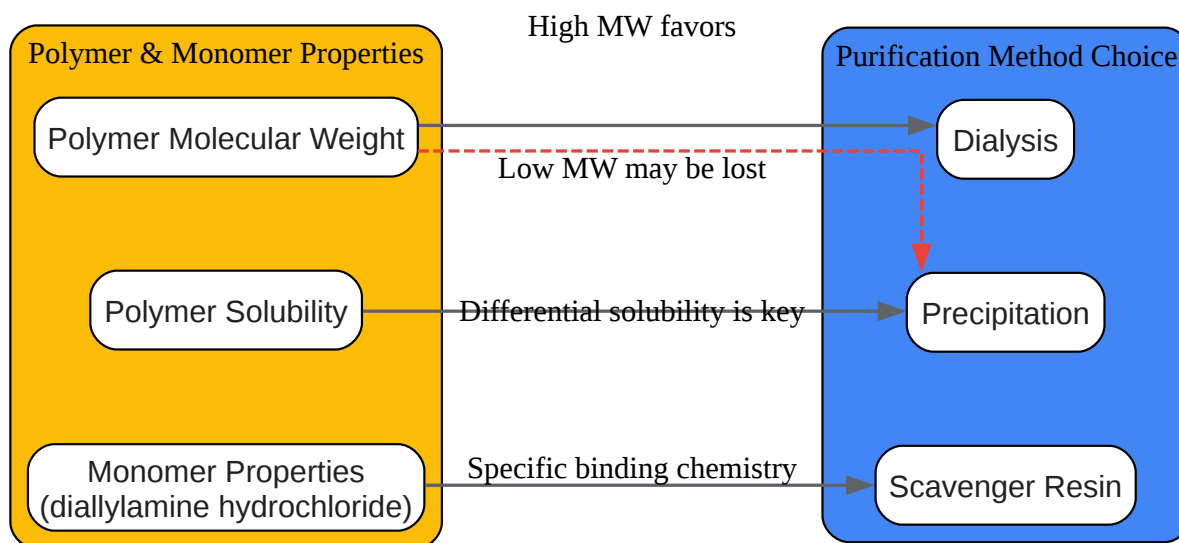 High MW favors
Polymer & Monomer Properties
Purification Method Choice
Polymer Molecular Weight
Dialysis
Low MW may be lost
Polymer Solubility
Differential solubility is key
Precipitation
Monomer Properties
(diallylamine hydrochloride)
Specific binding chemistry
Scavenger Resin